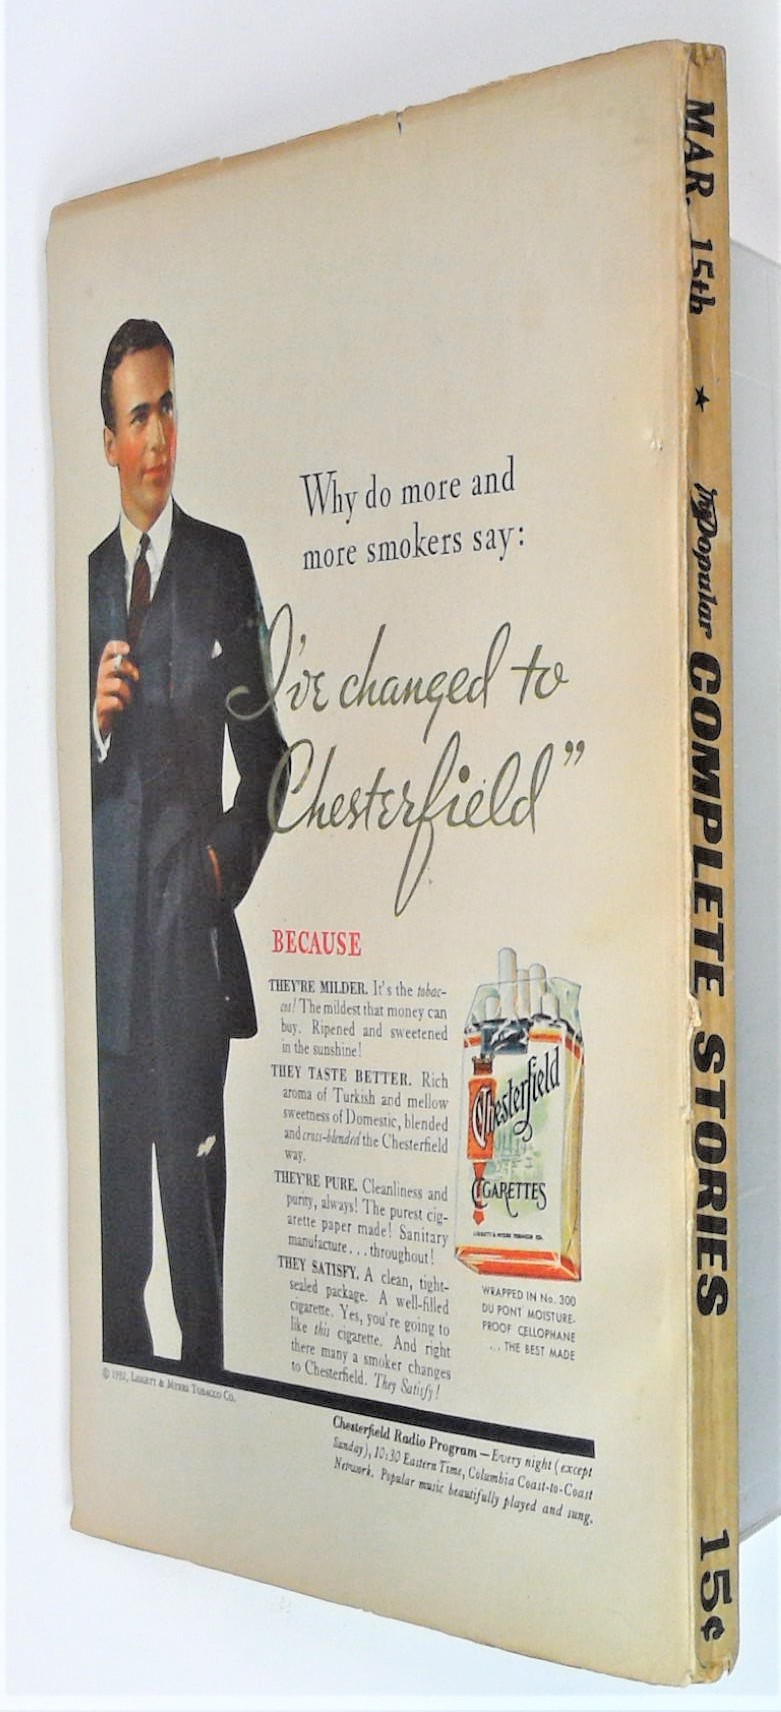 Why do more and
more smokers say:
I've changed to
Chesterfield”
BECAUSE
THEY'RE MILDER. It's the tobac-
cos! The mildest that money can
buy. Ripened and sweetened
in the sunshine!
THEY TASTE BETTER. Rich
aroma of Turkish and mellow
sweetness of Domestic, blended
and cross-blended the Chesterfield
way.
THEY'RE PURE. Cleanliness and
purity, always! The purest cig-
arette paper made! Sanitary
manufacture... throughout!
THEY SATISFY. A clean, tight-
sealed package. A well-filled
cigarette. Yes, you're going to
like this cigarette. And right
there many a smoker changes
to Chesterfield. They Satisfy!
Chesterfield
CIGARETTES
LIGGETT & MYERS TOBACCO CO.
WRAPPED IN No. 300
DU PONT MOISTURE-
PROOF CELLOPHANE
... THE BEST MADE
© 1932, LIGGETT & MYERS TOBACCO CO.
Chesterfield Radio Program—Every night (except
Sunday), 10:30 Eastern Time, Columbia Coast-to-Coast
Network. Popular music beautifully played and sung.
MAR. 15th ★ The Popular COMPLETE STORIES 15¢